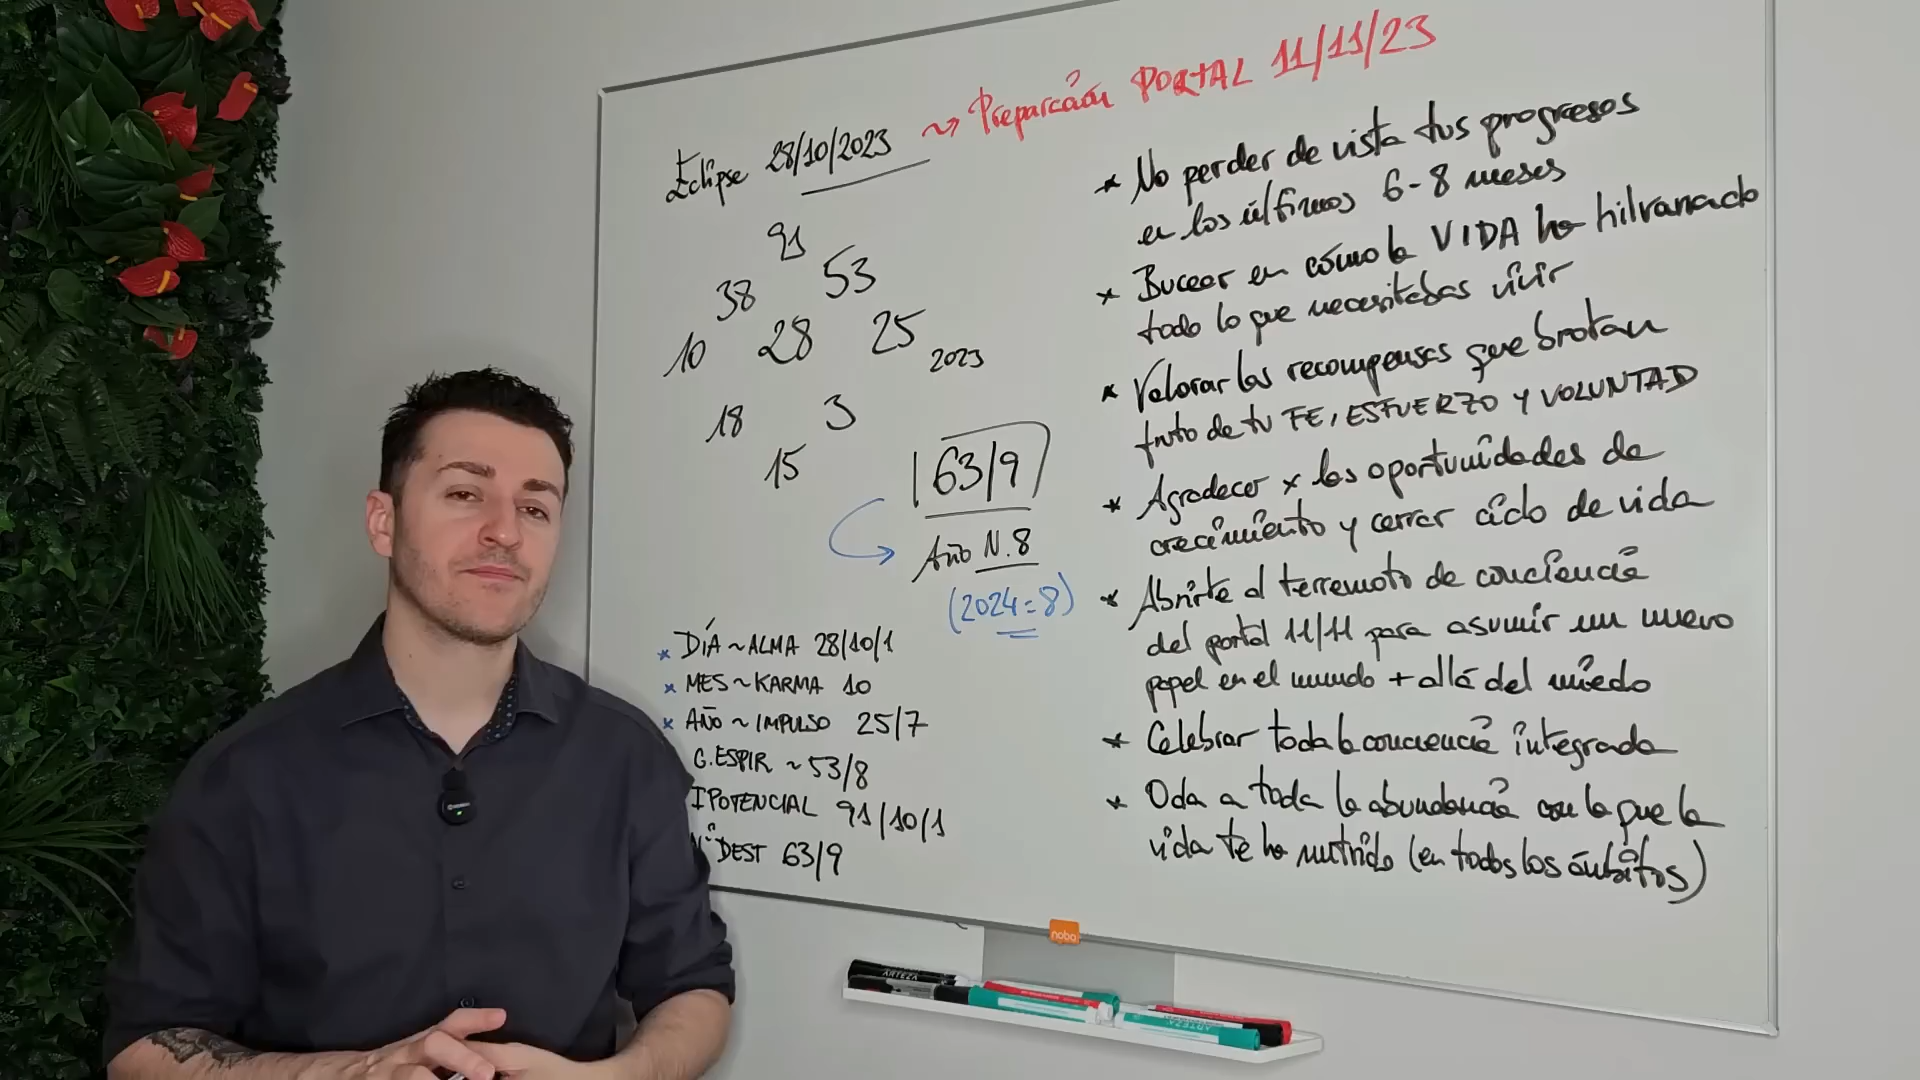 Eclipse 28/10/2023 ~> Preparación PORTAL 11/11/23
91
38 53
10 28 25 2023
18 3
15
63/9
Año N.8
(2024=8)
* DÍA ~ ALMA 28/10/1
* MES ~ KARMA 10
* AÑO ~ IMPULSO 25/7
G.ESPIR ~ 53/8
POTENCIAL 91/10/1
DEST 63/9
* No perder de vista tus progresos
en los últimos 6-8 meses
* Bucear en cómo la VIDA ha hilvanado
todo lo que necesitabas vivir
* Valorar las recompensas que brotan
fruto de tu FE, ESFUERZO Y VOLUNTAD
* Agradecer x las oportunidades de
crecimiento y cerrar ciclo de vida
* Abrirte al terremoto de conciencia
del portal 11/11 para asumir un nuevo
papel en el mundo + allá del miedo
* Celebrar toda la conciencia integrada
* Oda a toda la abundancia con la que la
vida te ha nutrido (en todos los ámbitos)
nobo
ARTEZA
ARTEZA